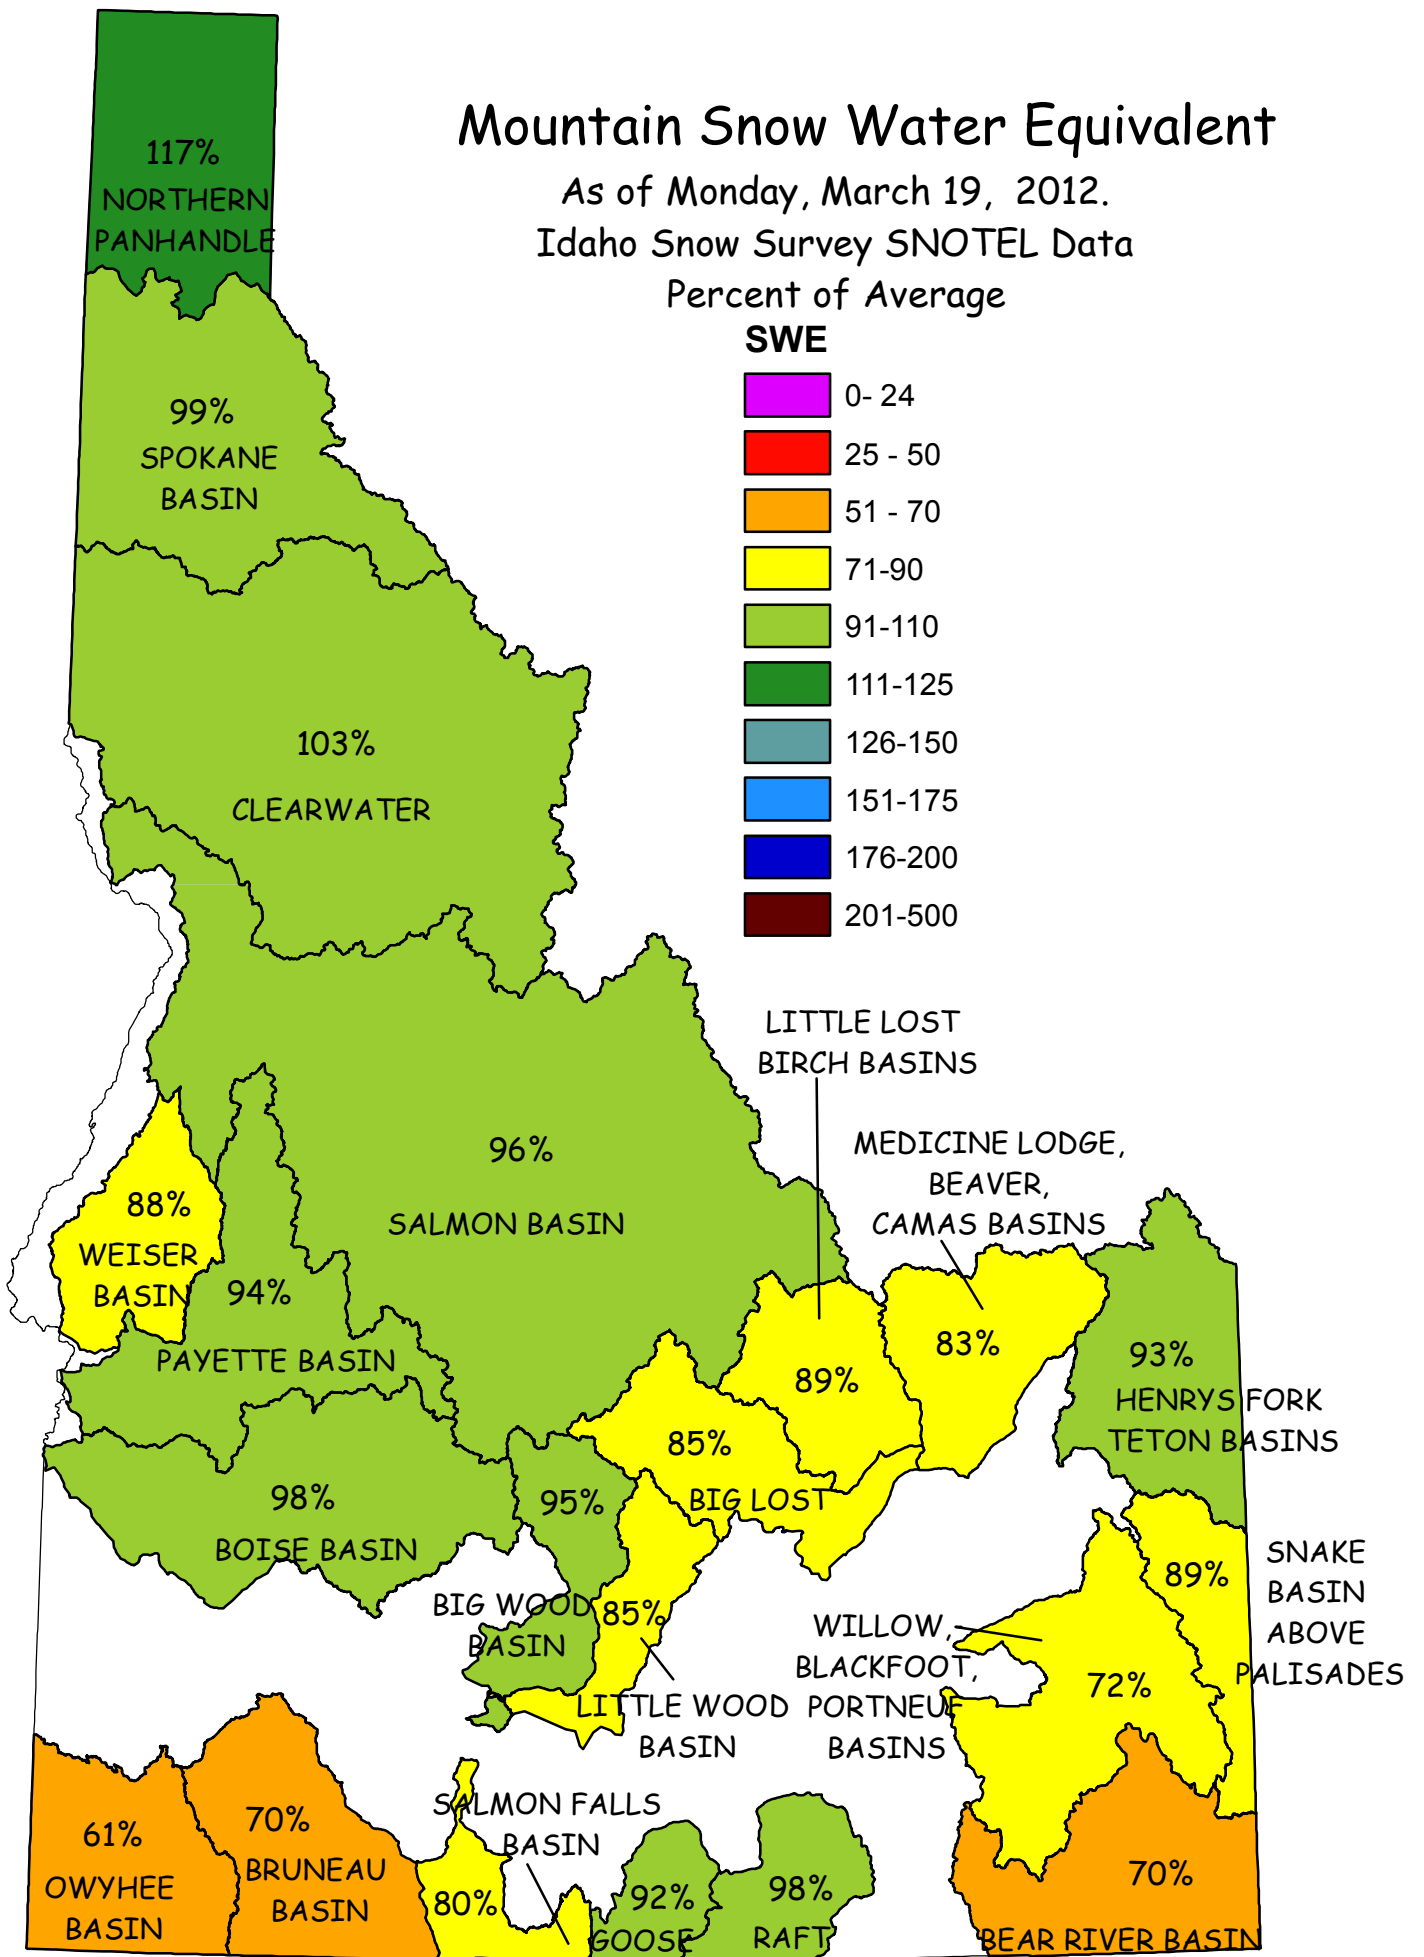 Mountain Snow Water Equivalent
As of Monday, March 19, 2012.
Idaho Snow Survey SNOTEL Data
Percent of Average
SWE
0- 24
25 - 50
51 - 70
71-90
91-110
111-125
126-150
151-175
176-200
201-500
117%
NORTHERN
PANHANDLE
99%
SPOKANE
BASIN
103%
CLEARWATER
96%
SALMON BASIN
LITTLE LOST
BIRCH BASINS
89%
MEDICINE LODGE,
BEAVER,
CAMAS BASINS
83%
88%
WEISER
BASIN
94%
PAYETTE BASIN
93%
HENRYS FORK
TETON BASINS
85%
BIG LOST
98%
BOISE BASIN
95%
BIG WOOD
BASIN
85%
LITTLE WOOD
BASIN
89%
SNAKE
BASIN
ABOVE
PALISADES
WILLOW,
BLACKFOOT,
PORTNEUF
BASINS
72%
61%
OWYHEE
BASIN
70%
BRUNEAU
BASIN
SALMON FALLS
BASIN
80%
92%
GOOSE
98%
RAFT
70%
BEAR RIVER BASIN